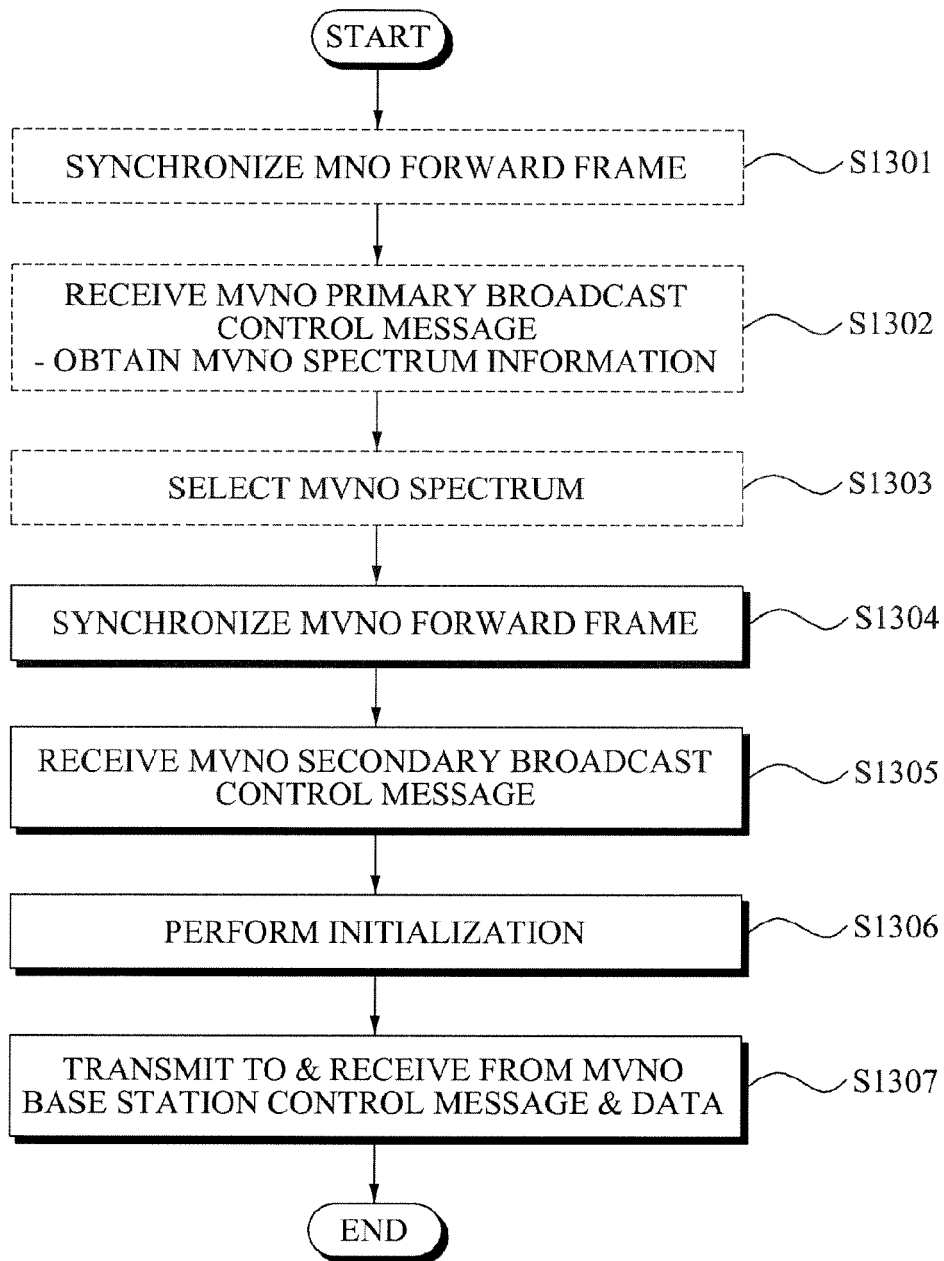 START
SYNCHRONIZE MNO FORWARD FRAME
S1301
RECEIVE MVNO PRIMARY BROADCAST
CONTROL MESSAGE
- OBTAIN MVNO SPECTRUM INFORMATION
S1302
SELECT MVNO SPECTRUM
S1303
SYNCHRONIZE MVNO FORWARD FRAME
S1304
RECEIVE MVNO SECONDARY BROADCAST
CONTROL MESSAGE
S1305
PERFORM INITIALIZATION
S1306
TRANSMIT TO & RECEIVE FROM MVNO
BASE STATION CONTROL MESSAGE & DATA
S1307
END